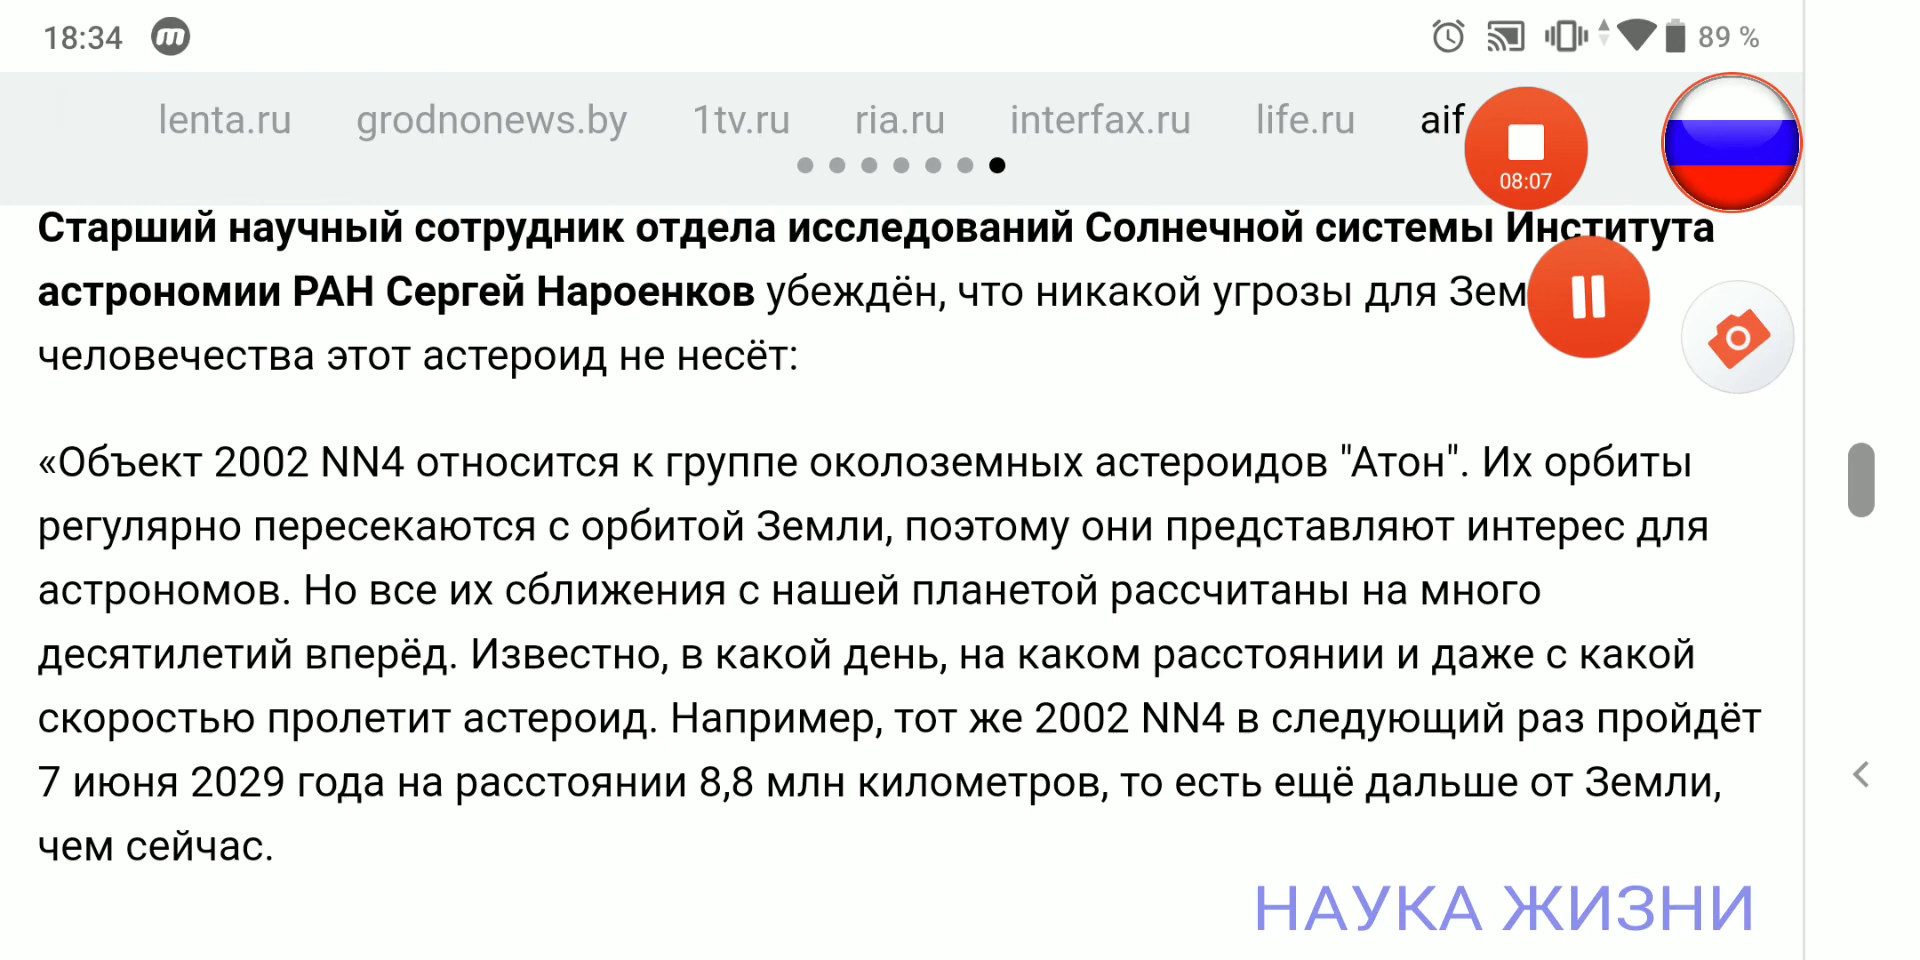 18:34
89 %
lenta.ru grodnonews.by 1tv.ru ria.ru interfax.ru life.ru aif
08:07
Старший научный сотрудник отдела исследований Солнечной системы Института
астрономии РАН Сергей Нароенков убеждён, что никакой угрозы для Зем
человечества этот астероид не несёт:
«Объект 2002 NN4 относится к группе околоземных астероидов "Атон". Их орбиты
регулярно пересекаются с орбитой Земли, поэтому они представляют интерес для
астрономов. Но все их сближения с нашей планетой рассчитаны на много
десятилетий вперёд. Известно, в какой день, на каком расстоянии и даже с какой
скоростью пролетит астероид. Например, тот же 2002 NN4 в следующий раз пройдёт
7 июня 2029 года на расстоянии 8,8 млн километров, то есть ещё дальше от Земли,
чем сейчас.
НАУКА ЖИЗНИ